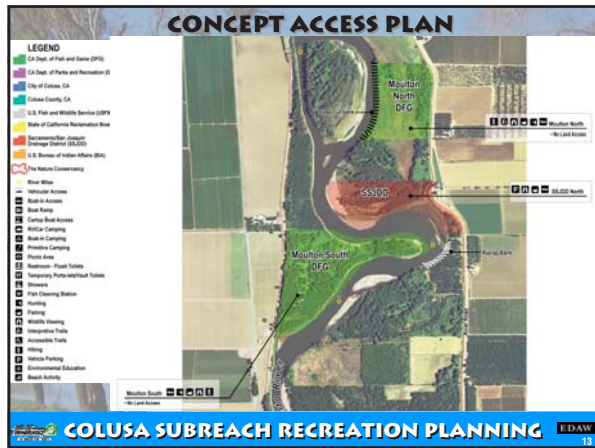 CONCEPT ACCESS PLAN
LEGEND
CA Dept. of Fish and Game (DFG)
CA Dept. of Parks and Recreation (D
City of Colusa, CA
Colusa County, CA
U.S. Fish and Wildlife Service (USFW
State of California Reclamation Boar
Sacramento/San Joaquin
Drainage District (SSJDD)
U.S. Bureau of Indian Affairs (BIA)
The Nature Conservancy
River Miles
Vehicular Access
Boat-in Access
Boat Ramp
Cartop Boat Access
RV/Car Camping
Boat-in Camping
Primitive Camping
Picnic Area
Restroom - Flush Toilets
Temporary Porta-lets/Vault Toilets
Showers
Fish Cleaning Station
Hunting
Fishing
Wildlife Viewing
Interpretive Trails
Accessible Trails
Hiking
Vehicle Parking
Environmental Education
Beach Activity
Moulton
North
DFG
Moulton North
- No Land Access
SSJDD
SSJDD North
Moulton South
DFG
Riprap Bank
Moulton South
- No Land Access
COLUSA SUBREACH RECREATION PLANNING
EDAW
13